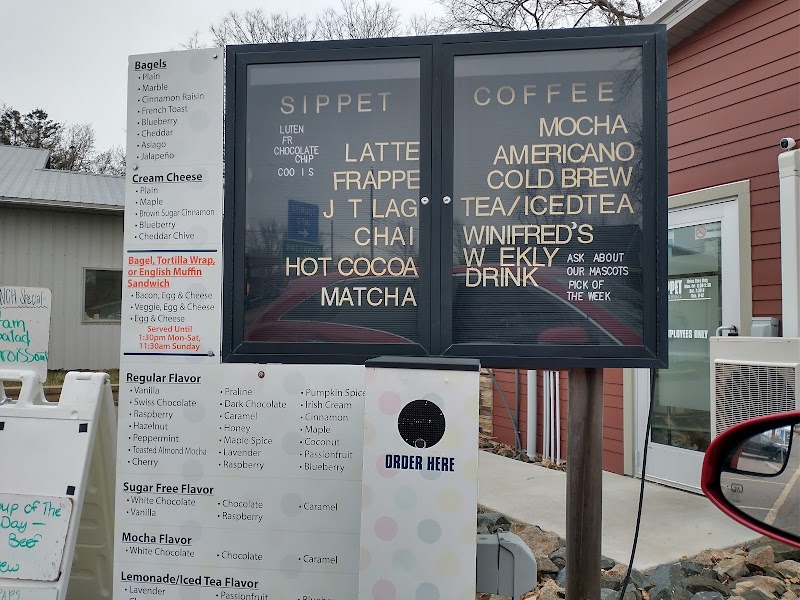 Bagels
• Plain
• Marble
• Cinnamon Raisin
• French Toast
• Blueberry
• Cheddar
• Asiago
• Jalapeño
Cream Cheese
• Plain
• Maple
• Brown Sugar Cinnamon
• Blueberry
• Cheddar Chive
Bagel, Tortilla Wrap,
or English Muffin
Sandwich
• Bacon, Egg & Cheese
• Veggie, Egg & Cheese
• Egg & Cheese
Served Until
1:30pm Mon-Sat,
11:30am Sunday
SIPPET
LUTEN
FR
CHOCOLATE
CHIP
COO IS
LATTE
FRAPPE
J T LAG
CHAI
HOT COCOA
MATCHA
COFFEE
MOCHA
AMERICANO
COLD BREW
TEA/ICEDTEA
WINIFRED'S
W EKLY
DRINK
ASK ABOUT
OUR MASCOTS
PICK OF
THE WEEK
Regular Flavor
• Vanilla
• Swiss Chocolate
• Raspberry
• Hazelnut
• Peppermint
• Toasted Almond Mocha
• Cherry
• Praline
• Dark Chocolate
• Caramel
• Honey
• Maple Spice
• Lavender
• Raspberry
• Pumpkin Spice
• Irish Cream
• Cinnamon
• Maple
• Coconut
• Passionfruit
• Blueberry
Sugar Free Flavor
• White Chocolate
• Vanilla
• Chocolate
• Raspberry
• Caramel
Mocha Flavor
• White Chocolate
• Chocolate
• Caramel
Lemonade/Iced Tea Flavor
• Lavender
• Passionfruit
ORDER HERE
Special-
oup of The
Day -
Beef
PPET
PLOYEES ONLY